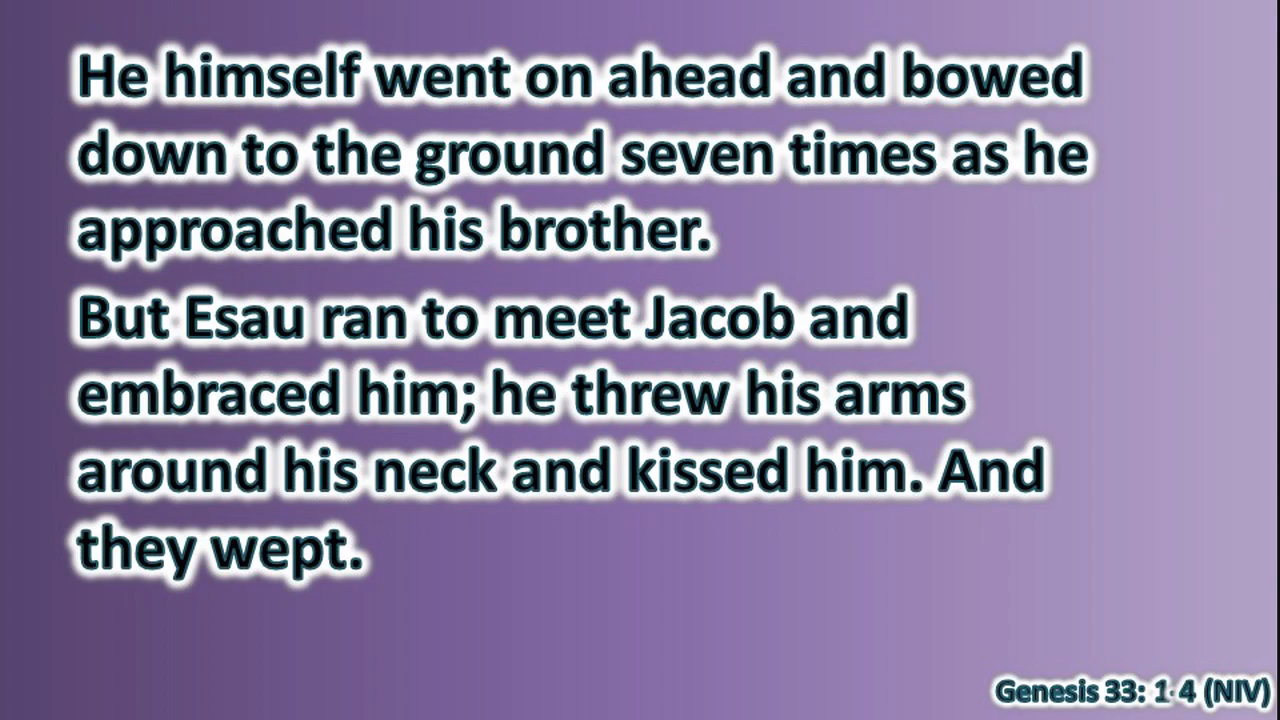 He himself went on ahead and bowed
down to the ground seven times as he
approached his brother.
But Esau ran to meet Jacob and
embraced him; he threw his arms
around his neck and kissed him. And
they wept.
Genesis 33: 1-4 (NIV)